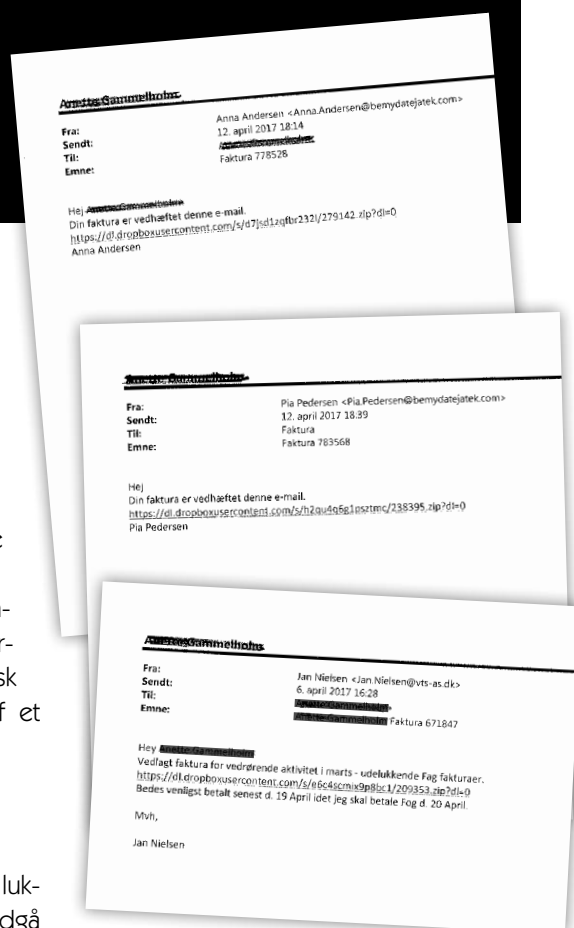 Fra: Anna Andersen <Anna.Andersen@bemydatejatek.com>
Sendt: 12. april 2017 18:14
Til:
Emne: Faktura 778528
Hej
Din faktura er vedhæftet denne e-mail.
https://dl.dropboxusercontent.com/s/d7jsd1zqfbr232l/279142.zip?dl=0
Anna Andersen
Fra: Pia Pedersen <Pia.Pedersen@bemydatejatek.com>
Sendt: 12. april 2017 18:39
Til: Faktura
Emne: Faktura 783568
Hej
Din faktura er vedhæftet denne e-mail.
https://dl.dropboxusercontent.com/s/h2qu4q6g1psztmc/238395.zip?dl=0
Pia Pedersen
Fra: Jan Nielsen <Jan.Nielsen@vts-as.dk>
Sendt: 6. april 2017 16:28
Til:
Emne: Faktura 671847
Hey
Vedlagt faktura for vedrørende aktivitet i marts - udelukkende Føg fakturaer.
https://dl.dropboxusercontent.com/s/e6c4scmix9p8bc1/209353.zip?dl=0
Bedes venligst betalt senest d. 19 April idet jeg skal betale Fog d. 20 April.
Mvh,
Jan Nielsen
sk
f et
luk-
dgå